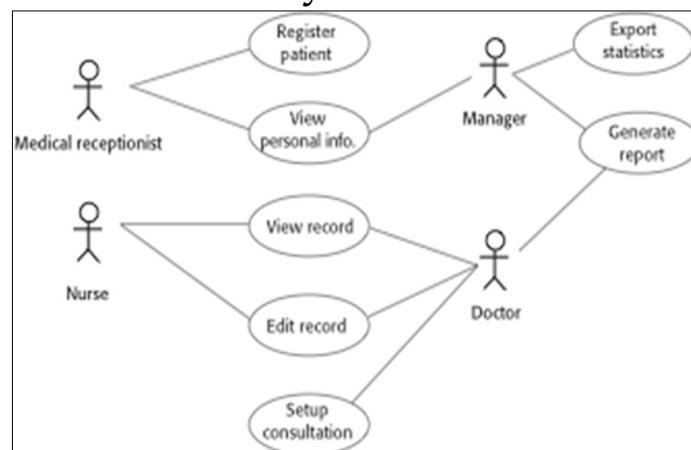 Register
patient
Export
statistics
View
personal info.
Medical receptionist
Manager
Generate
report
View record
Nurse
Doctor
Edit record
Setup
consultation